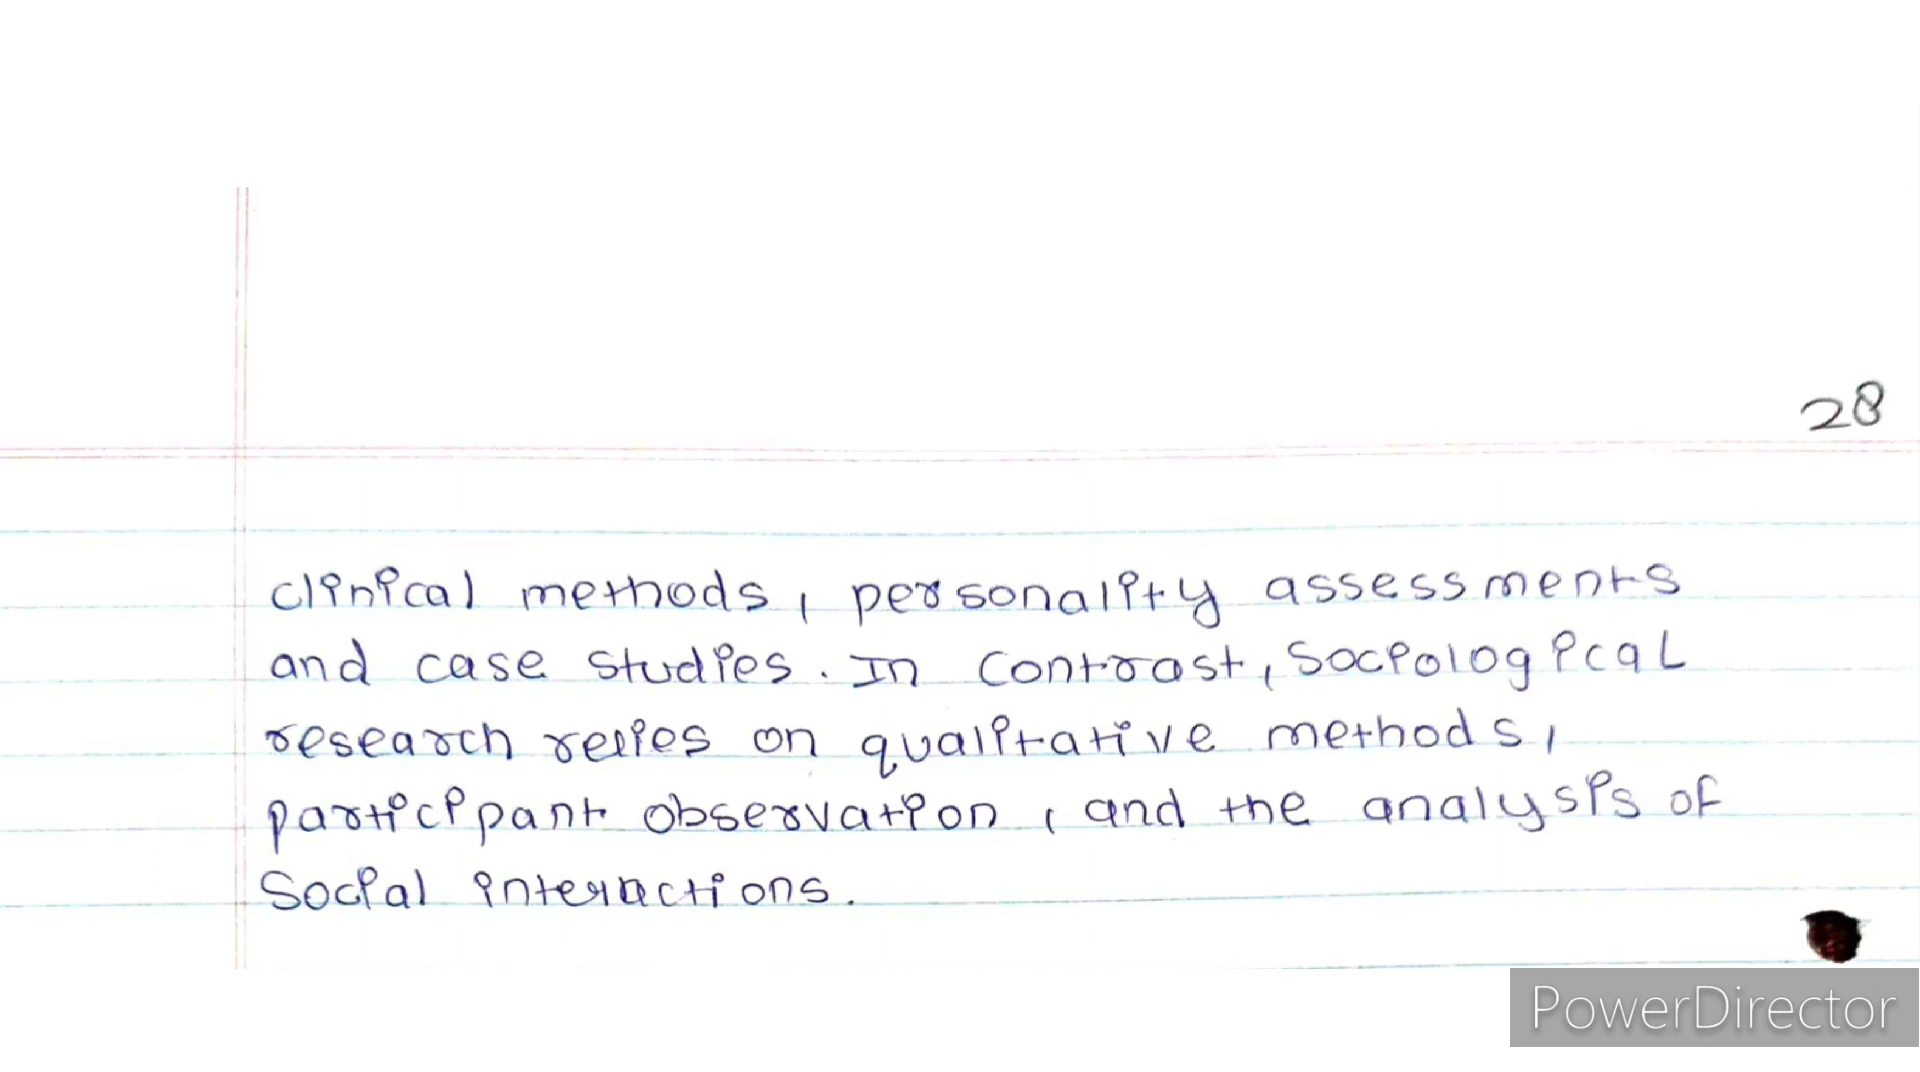 28
clinical methods, personality assessments
and case studies. In contrast, Sociological
research relies on qualitative methods,
participant observation, and the analysis of
Social interactions.
PowerDirector